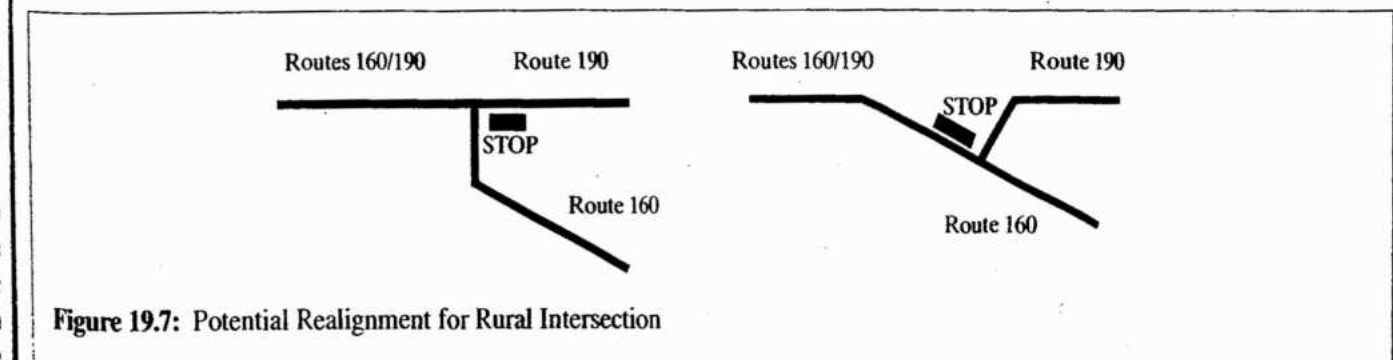 Routes 160/190 Route 190 Routes 160/190 Route 190
STOP
STOP
Route 160
Route 160
Figure 19.7: Potential Realignment for Rural Intersection